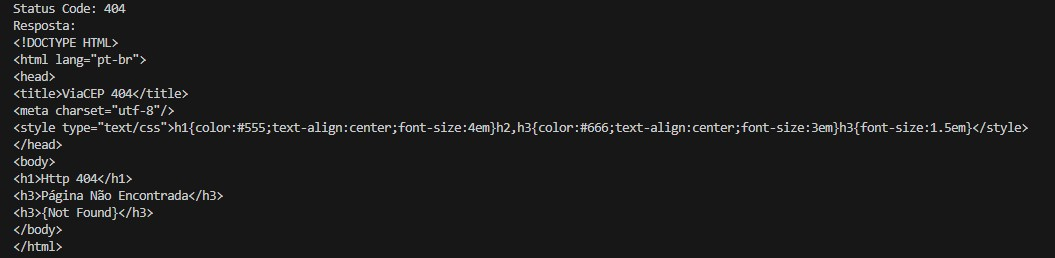 Status Code: 404
Resposta:
<!DOCTYPE HTML>
<html lang="pt-br">
<head>
<title>ViaCEP 404</title>
<meta charset="utf-8"/>
<style type="text/css">h1{color:#555;text-align:center;font-size:4em}h2,h3{color:#666;text-align:center;font-size:3em}h3{font-size:1.5em}</style>
</head>
<body>
<h1>Http 404</h1>
<h3>Página Não Encontrada</h3>
<h3>{Not Found}</h3>
</body>
</html>